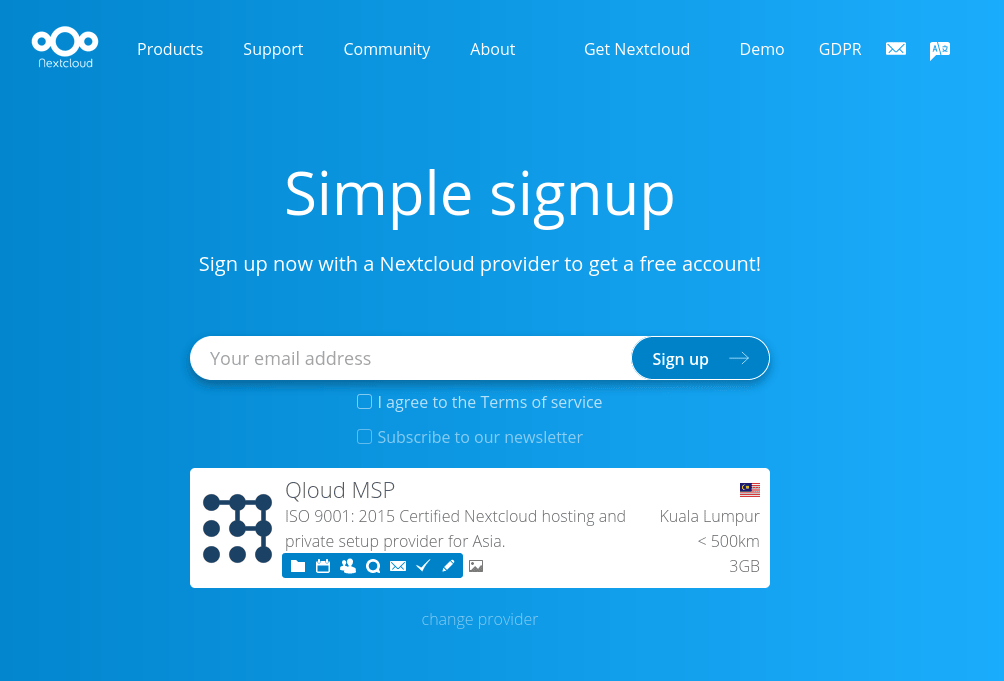 nextcloud
Products Support Community About Get Nextcloud Demo GDPR
Simple signup
Sign up now with a Nextcloud provider to get a free account!
Your email address Sign up
I agree to the Terms of service
Subscribe to our newsletter
Qloud MSP
ISO 9001: 2015 Certified Nextcloud hosting and Kuala Lumpur
private setup provider for Asia. < 500km
3GB
change provider